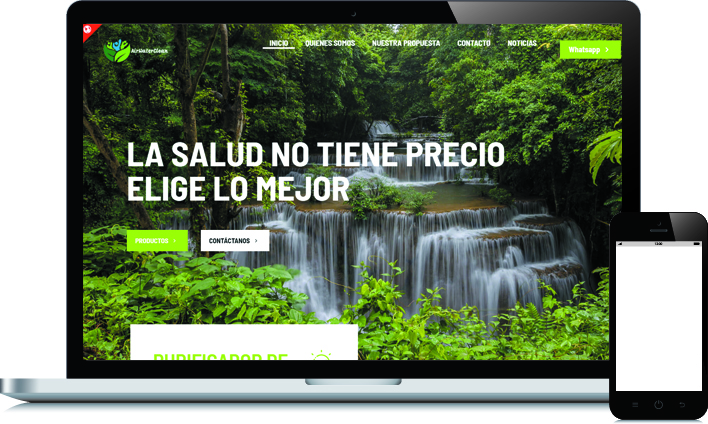 AirWaterClean
INICIO QUIENES SOMOS NUESTRA PROPUESTA CONTACTO NOTICIAS
Whatsapp >
LA SALUD NO TIENE PRECIO
ELIGE LO MEJOR
PRODUCTOS >
CONTÁCTANOS >
PURIFICADOR DE
12:00